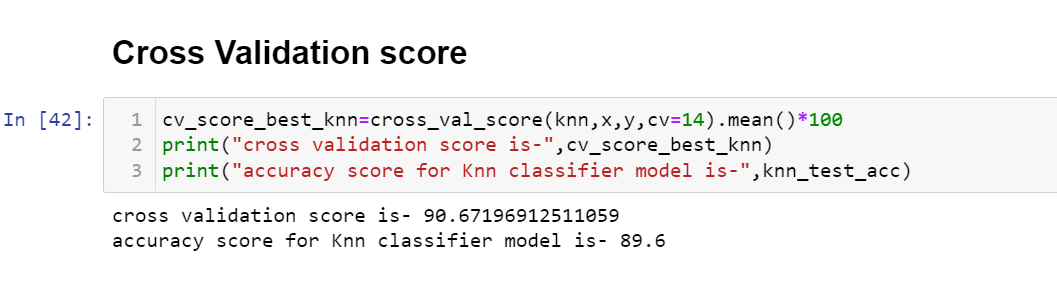 Cross Validation score
In [42]:
1 cv_score_best_knn=cross_val_score(knn,x,y,cv=14).mean()*100
2 print("cross validation score is-",cv_score_best_knn)
3 print("accuracy score for Knn classifier model is-",knn_test_acc)
cross validation score is- 90.67196912511059
accuracy score for Knn classifier model is- 89.6